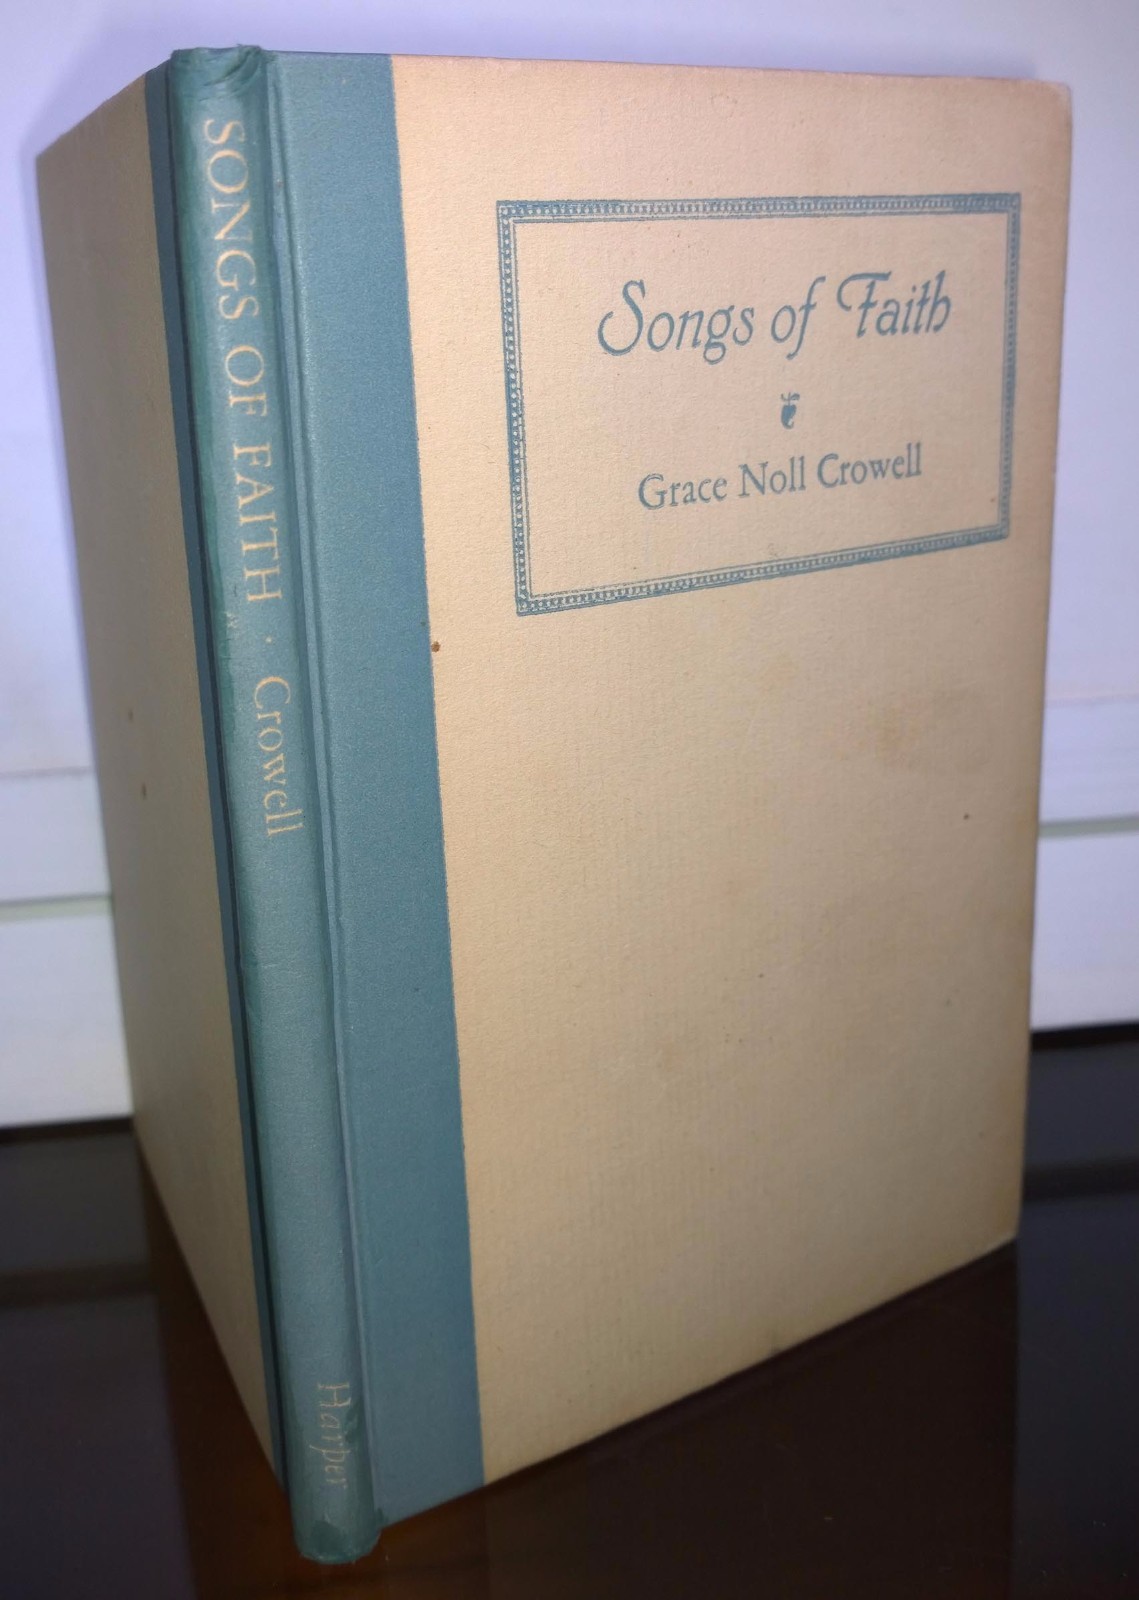 SONGS OF FAITH · Crowell
Harper
Songs of Faith
Grace Noll Crowell